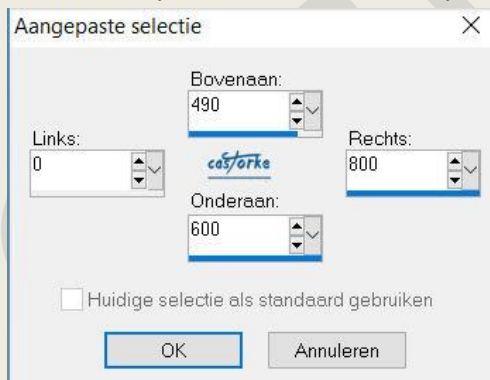 Aangepaste selectie
Bovenaan:
490
Links:
0
castorke
Rechts:
800
Onderaan:
600
Huidige selectie als standaard gebruiken
OK
Annuleren